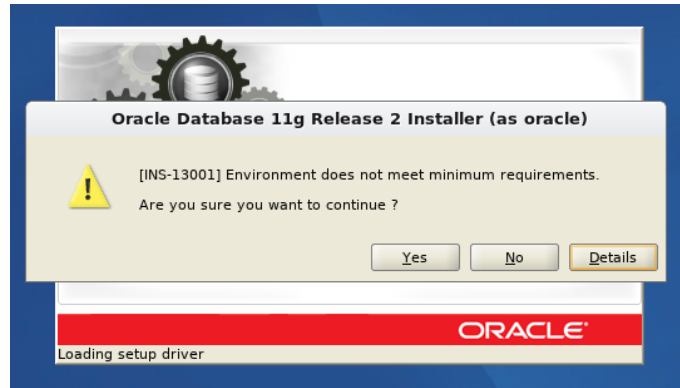 Oracle Database 11g Release 2 Installer (as oracle)
[INS-13001] Environment does not meet minimum requirements.
Are you sure you want to continue ?
Yes
No
Details
ORACLE
Loading setup driver